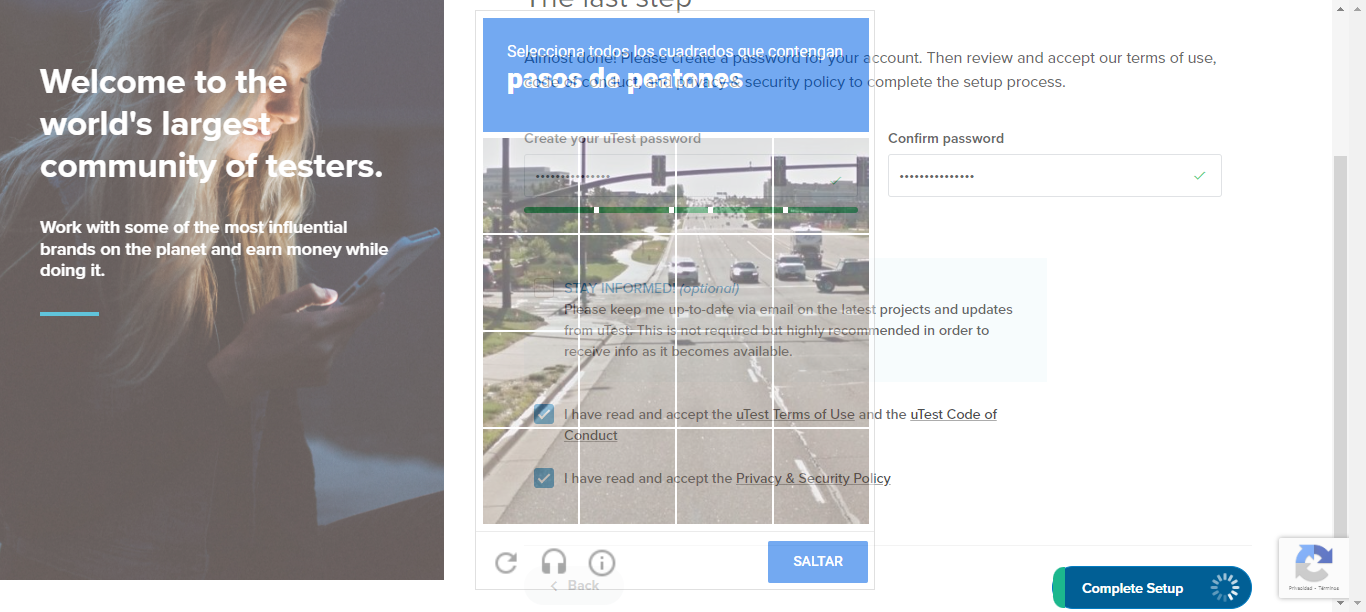 The last step
Welcome to the
world's largest
community of testers.
Work with some of the most influential
brands on the planet and earn money while
doing it.
Selecciona todos los cuadrados que contengan
pasos de peatones
Almost done! Please create a password for your account. Then review and accept our terms of use,
code of conduct, and privacy & security policy to complete the setup process.
Create your uTest password
Confirm password
•••••••••••••••
•••••••••••••••
STAY INFORMED! (optional)
Please keep me up-to-date via email on the latest projects and updates
from uTest. This is not required but highly recommended in order to
receive info as it becomes available.
I have read and accept the uTest Terms of Use and the uTest Code of
Conduct
I have read and accept the Privacy & Security Policy
SALTAR
Back
Complete Setup
Privacidad - Términos